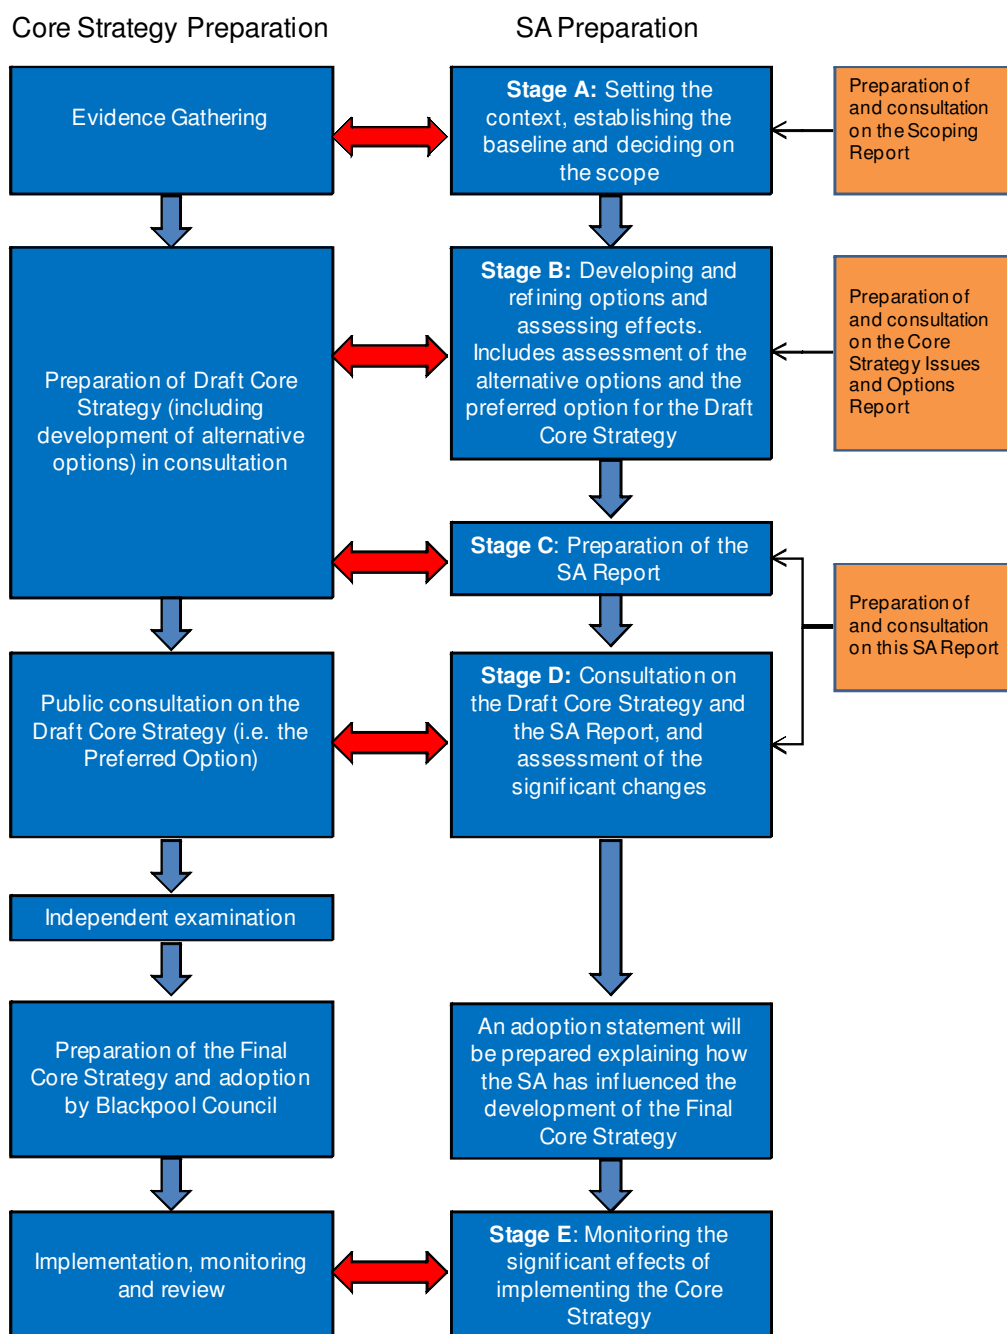 Core Strategy Preparation
SA Preparation
Evidence Gathering
Stage A: Setting the
context, establishing the
baseline and deciding on
the scope
Preparation of
and consultation
on the Scoping
Report
Preparation of Draft Core
Strategy (including
development of alternative
options) in consultation
Stage B: Developing and
refining options and
assessing effects.
Includes assessment of the
alternative options and the
preferred option for the Draft
Core Strategy
Preparation of
and consultation
on the Core
Strategy Issues
and Options
Report
Stage C: Preparation of the
SA Report
Preparation of
and consultation
on this SA Report
Public consultation on the
Draft Core Strategy (i.e. the
Preferred Option)
Stage D: Consultation on
the Draft Core Strategy and
the SA Report, and
assessment of the
significant changes
Independent examination
Preparation of the Final
Core Strategy and adoption
by Blackpool Council
An adoption statement will
be prepared explaining how
the SA has influenced the
development of the Final
Core Strategy
Implementation, monitoring
and review
Stage E: Monitoring the
significant effects of
implementing the Core
Strategy